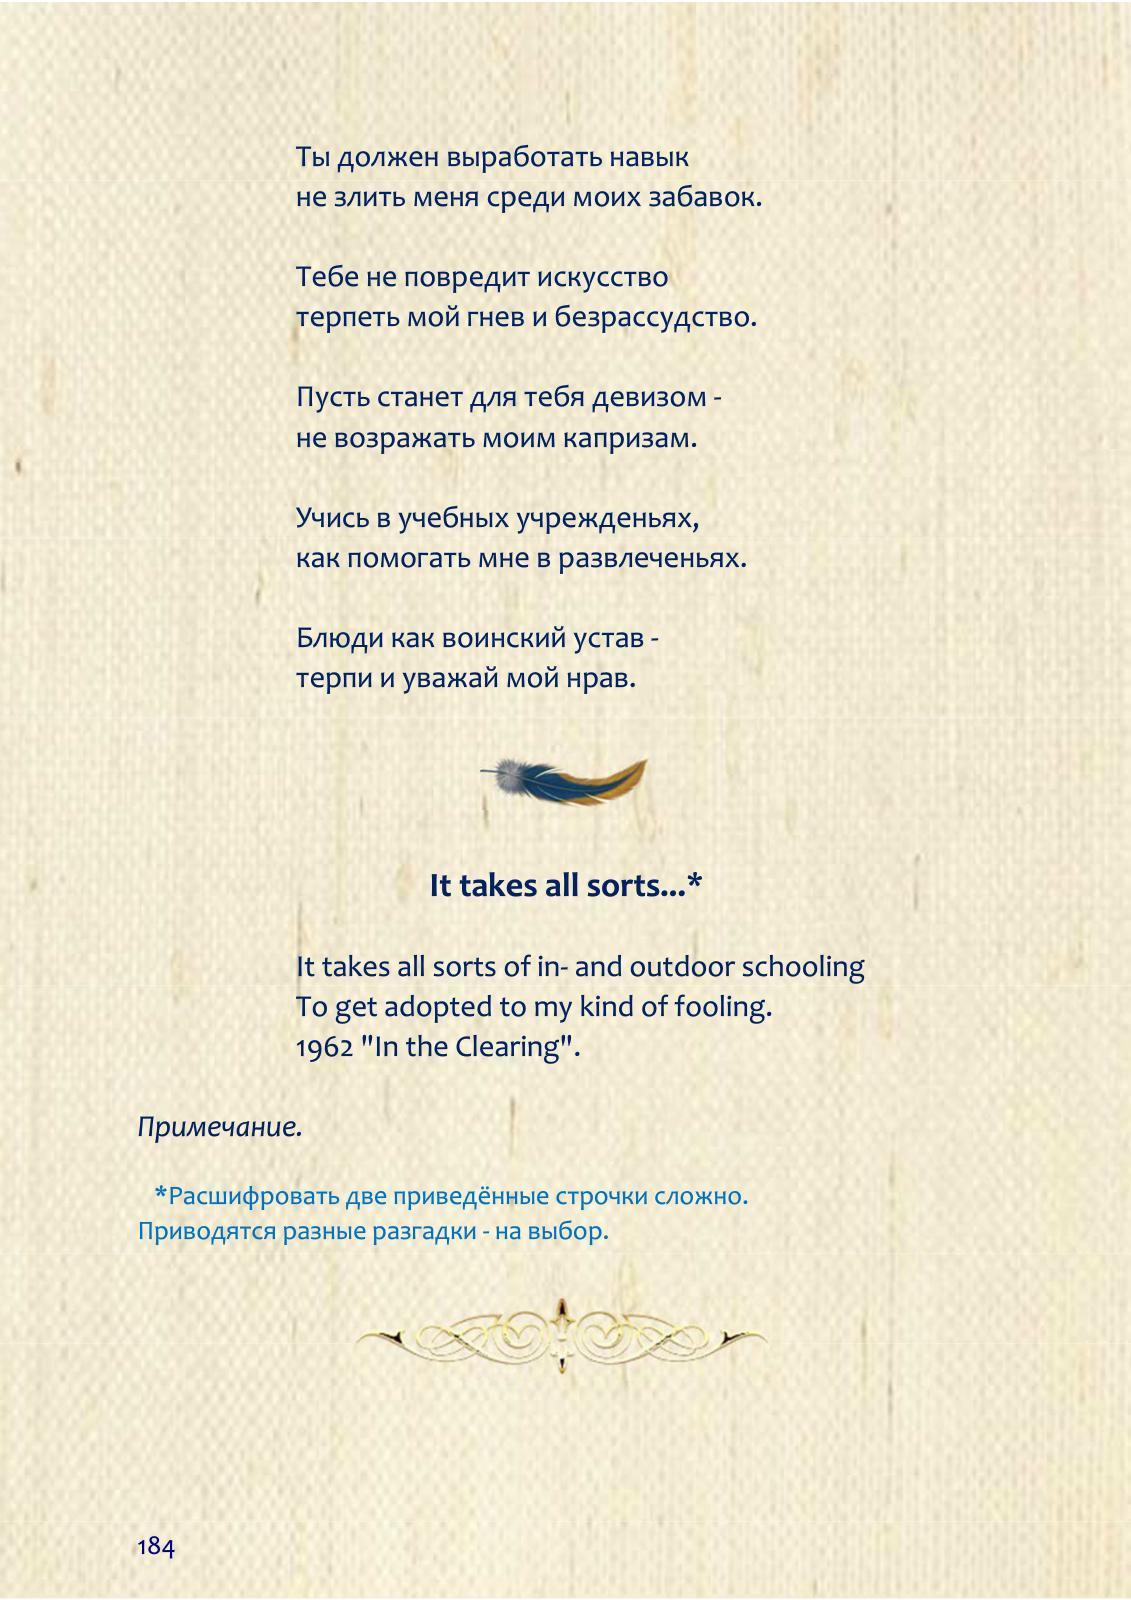 Ты должен выработать навык
не злить меня среди моих забавок.
Тебе не повредит искусство
терпеть мой гнев и безрассудство.
Пусть станет для тебя девизом -
не возражать моим капризам.
Учись в учебных учрежденьях,
как помогать мне в развлеченьях.
Блюди как воинский устав -
терпи и уважай мой нрав.
It takes all sorts...*
It takes all sorts of in- and outdoor schooling
To get adopted to my kind of fooling.
1962 "In the Clearing".
Примечание.
*Расшифровать две приведённые строчки сложно.
Приводятся разные разгадки - на выбор.
184